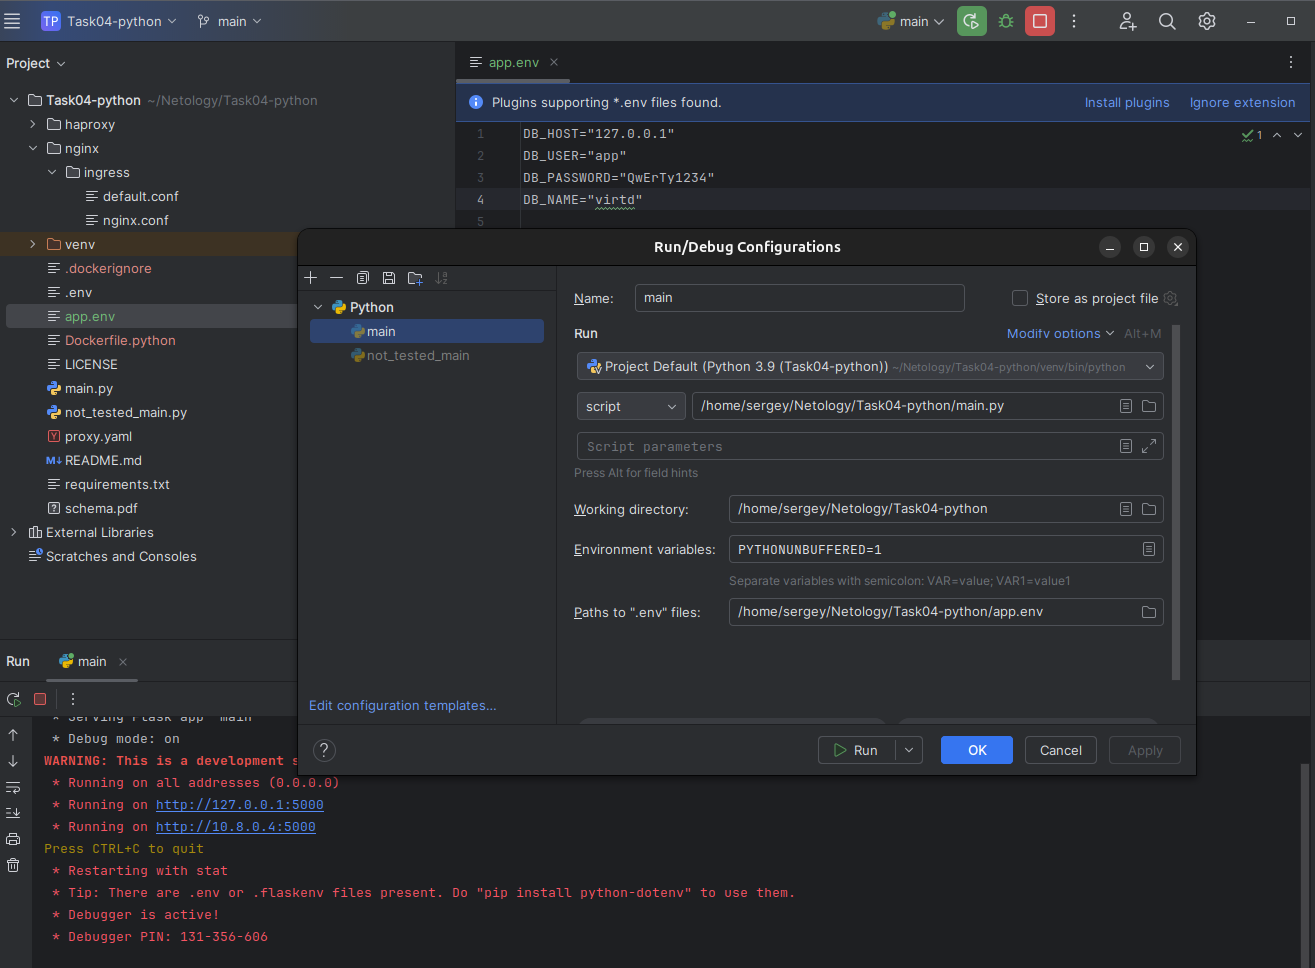 TP Task04-python main main
Project
app.env
Plugins supporting *.env files found. Install plugins Ignore extension
Task04-python ~/Netology/Task04-python
haproxy
nginx
ingress
default.conf
nginx.conf
venv
.dockerignore
.env
app.env
Dockerfile.python
LICENSE
main.py
not_tested_main.py
proxy.yaml
README.md
requirements.txt
schema.pdf
External Libraries
Scratches and Consoles
1 DB_HOST="127.0.0.1"
2 DB_USER="app"
3 DB_PASSWORD="QwErTy1234"
4 DB_NAME="virtd"
5
1
Run/Debug Configurations
Python
main
not_tested_main
Edit configuration templates...
Name: main Store as project file
Run Modify options Alt+M
Project Default (Python 3.9 (Task04-python)) ~/Netology/Task04-python/venv/bin/python
script /home/sergey/Netology/Task04-python/main.py
Script parameters
Press Alt for field hints
Working directory: /home/sergey/Netology/Task04-python
Environment variables: PYTHONUNBUFFERED=1
Separate variables with semicolon: VAR=value; VAR1=value1
Paths to ".env" files: /home/sergey/Netology/Task04-python/app.env
? Run OK Cancel Apply
Run main
* Serving Flask app 'main'
* Debug mode: on
WARNING: This is a development s
* Running on all addresses (0.0.0.0)
* Running on http://127.0.0.1:5000
* Running on http://10.8.0.4:5000
Press CTRL+C to quit
* Restarting with stat
* Tip: There are .env or .flaskenv files present. Do "pip install python-dotenv" to use them.
* Debugger is active!
* Debugger PIN: 131-356-606